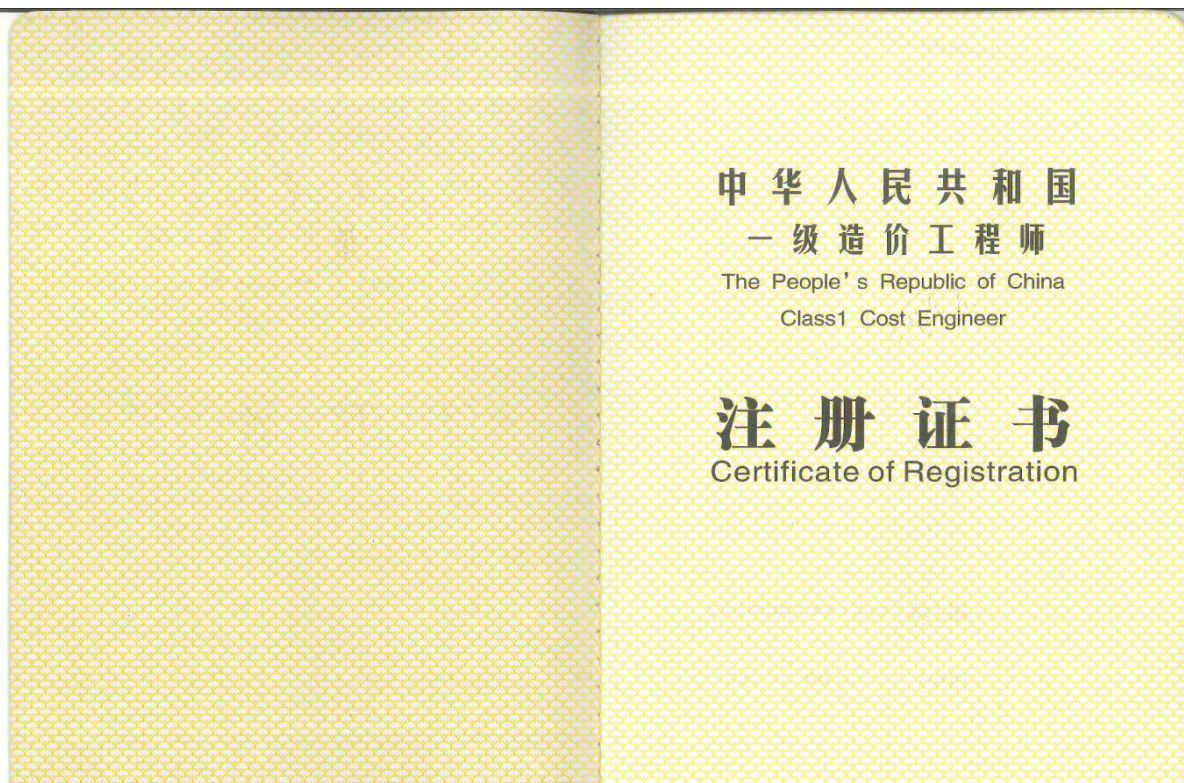 中华人民共和国
一级造价工程师
The People's Republic of China
Class1 Cost Engineer
注册证书
Certificate of Registration